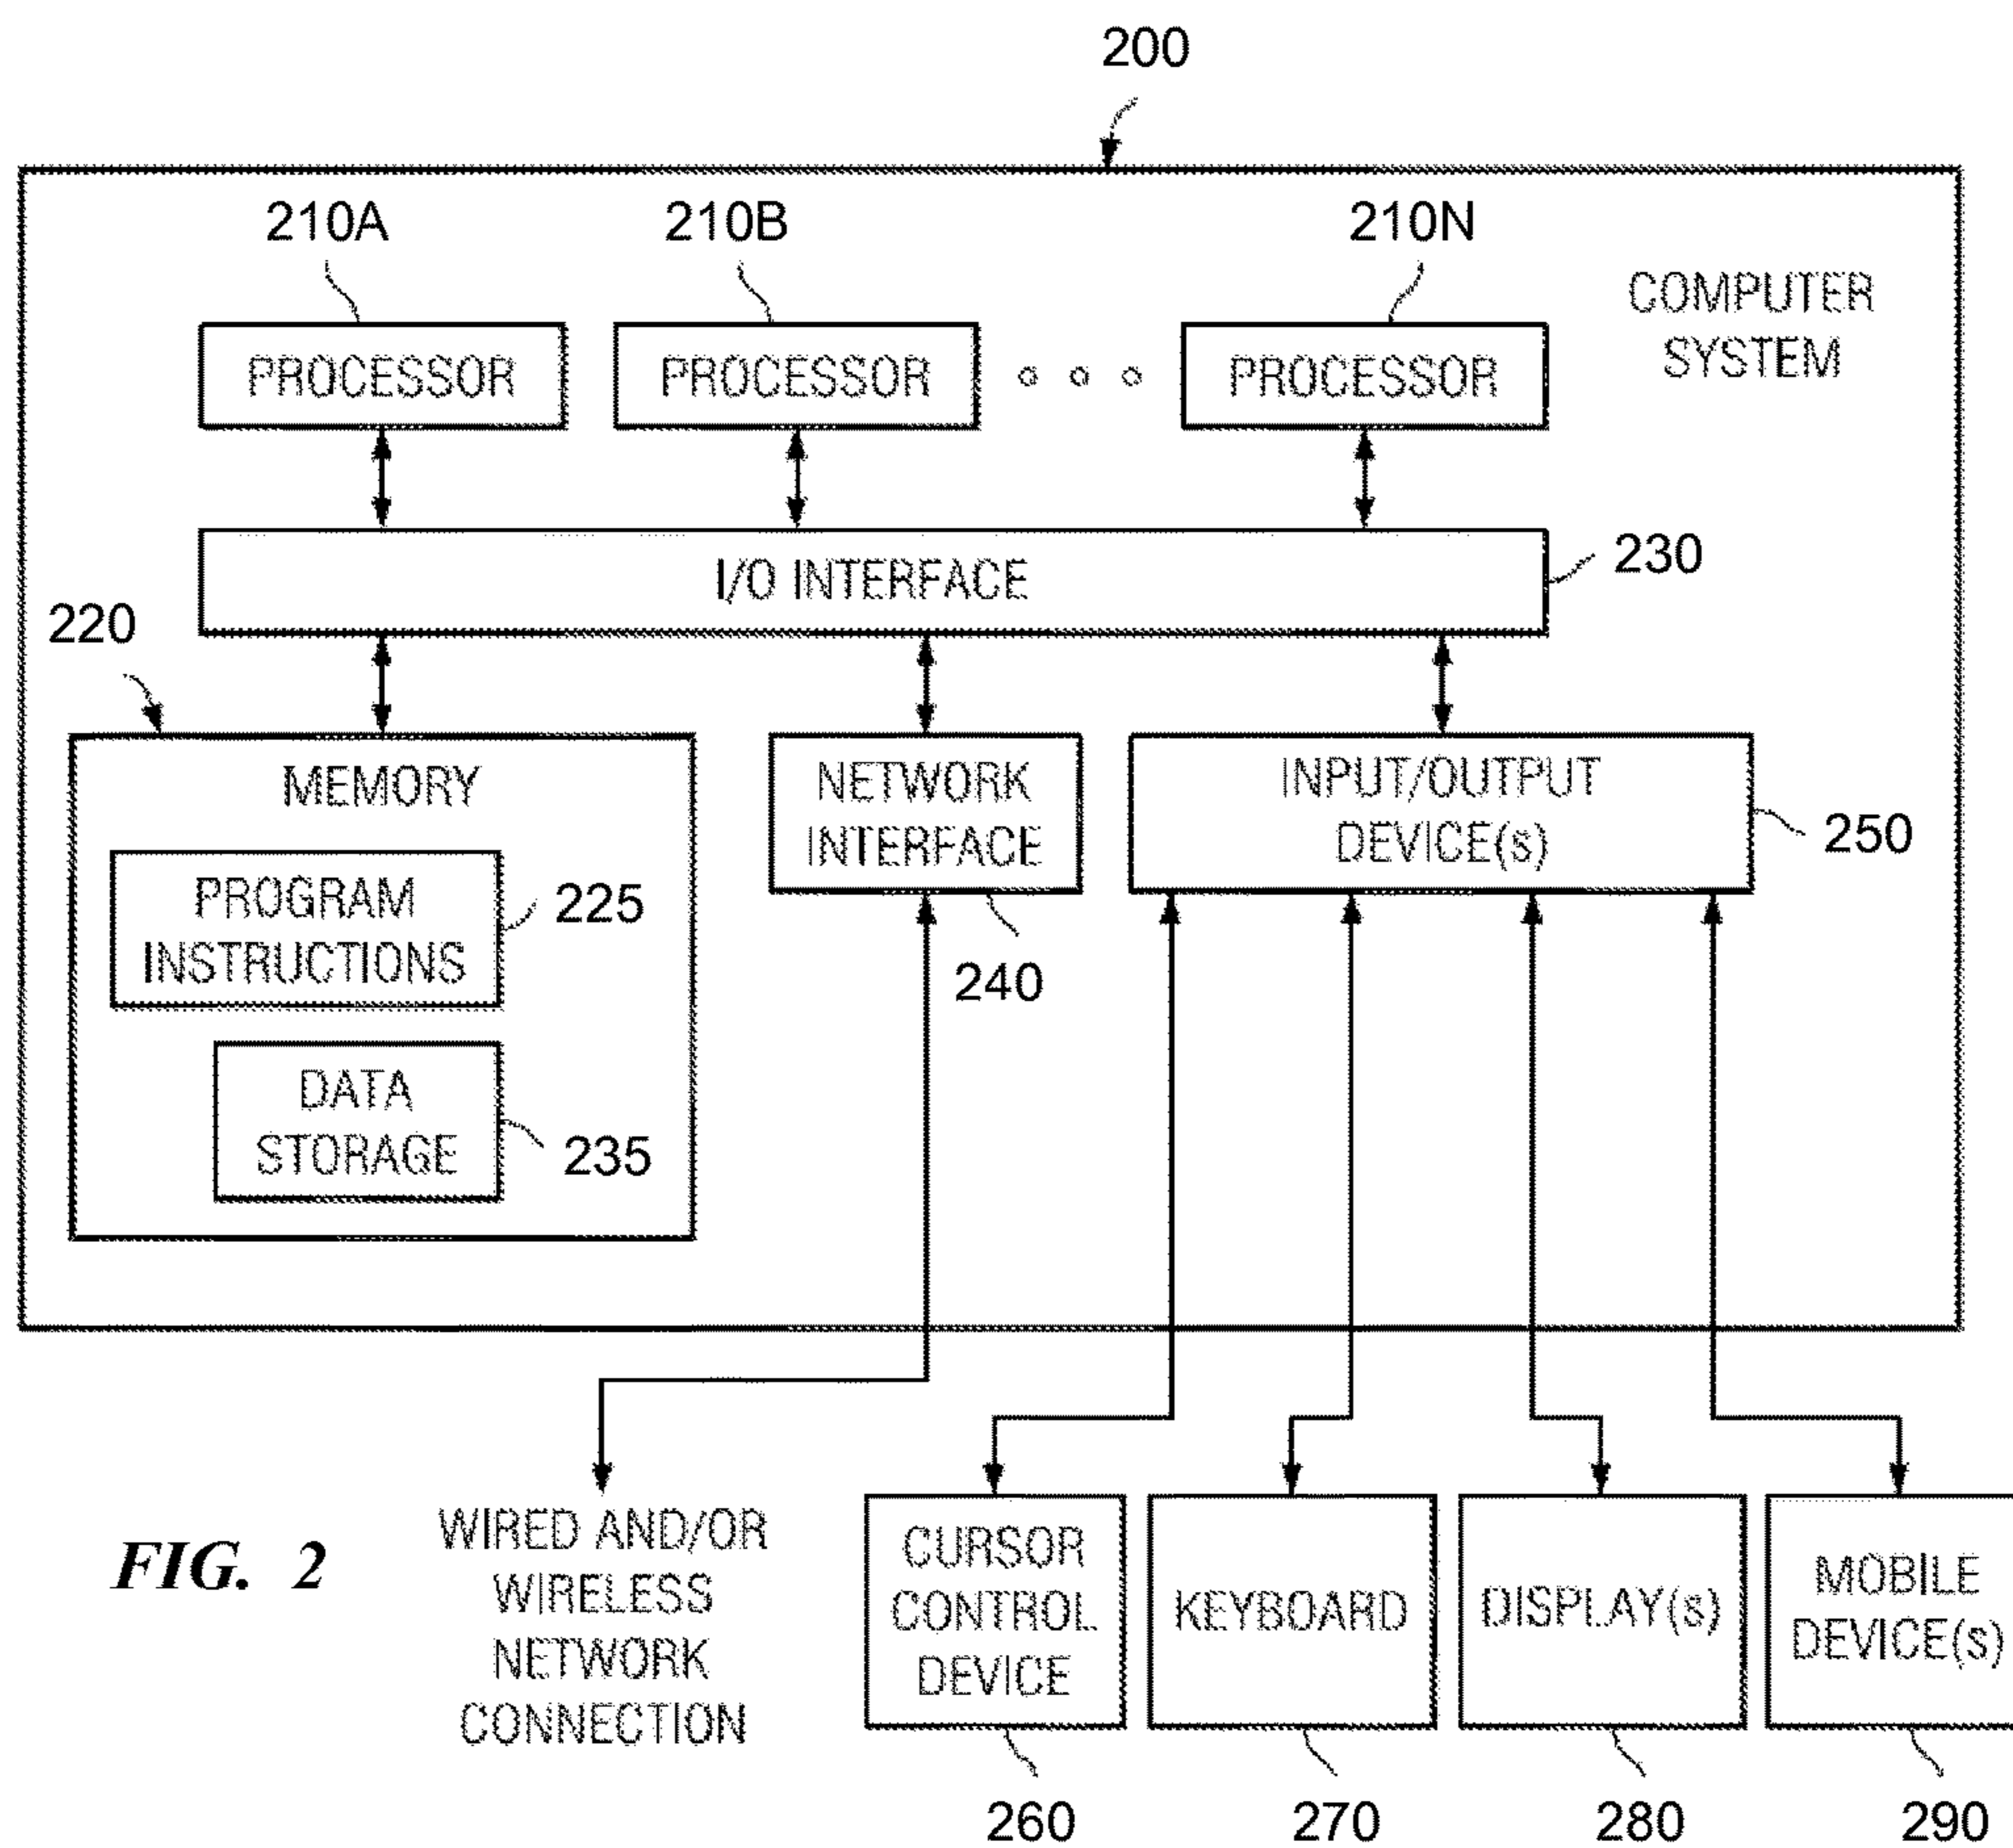 200
210A
210B
210N
COMPUTER
SYSTEM
PROCESSOR
PROCESSOR
PROCESSOR
I/O INTERFACE
230
220
MEMORY
PROGRAM
INSTRUCTIONS
225
DATA
STORAGE
235
NETWORK
INTERFACE
240
INPUT/OUTPUT
DEVICE(s)
250
FIG. 2
WIRED AND/OR
WIRELESS
NETWORK
CONNECTION
CURSOR
CONTROL
DEVICE
KEYBOARD
DISPLAY(s)
MOBILE
DEVICE(s)
260
270
280
290